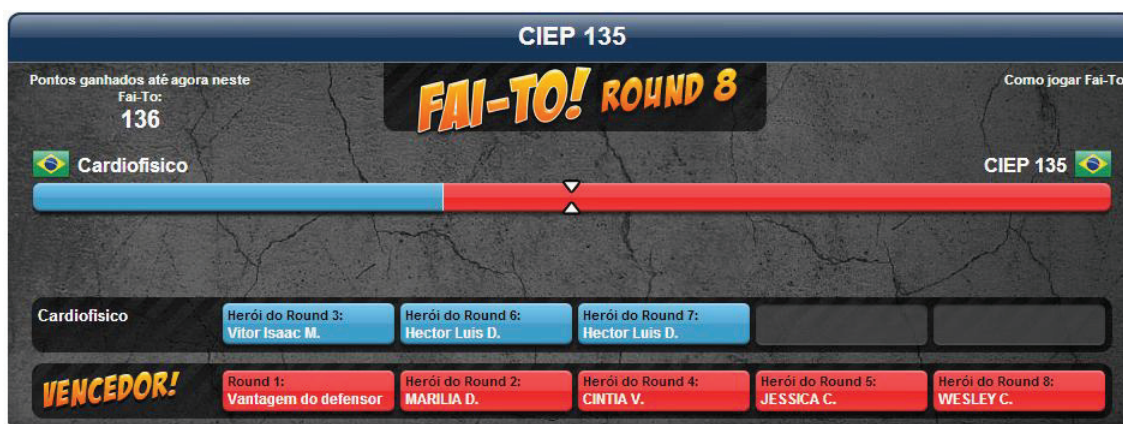 CIEP 135
Pontos ganhados até agora neste
Fai-To:
136
FAI-TO! ROUND 8
Como jogar Fai-To
Cardiofisico
CIEP 135
Cardiofisico
Herói do Round 3:
Vitor Isaac M.
Herói do Round 6:
Hector Luis D.
Herói do Round 7:
Hector Luis D.
VENCEDOR!
Round 1:
Vantagem do defensor
Herói do Round 2:
MARILIA D.
Herói do Round 4:
CINTIA V.
Herói do Round 5:
JESSICA C.
Herói do Round 8:
WESLEY C.